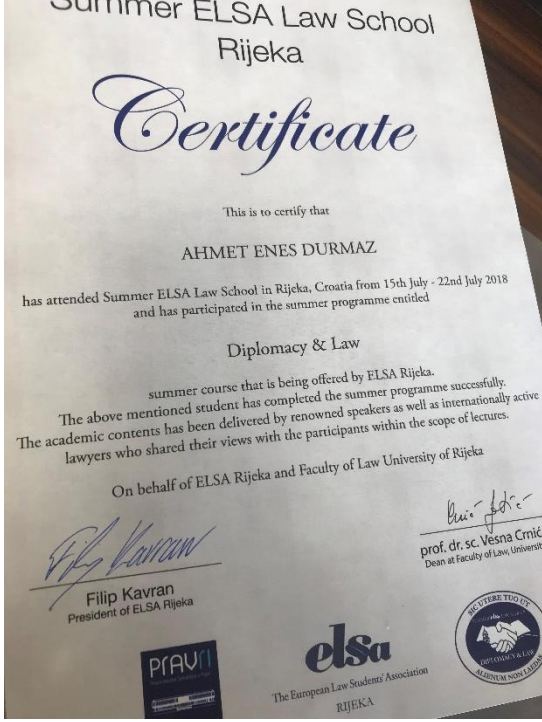 Summer ELSA Law School
Rijeka
Certificate
This is to certify that
AHMET ENES DURMAZ
has attended Summer ELSA Law School in Rijeka, Croatia from 15th July - 22nd July 2018
and has participated in the summer programme entitled
Diplomacy & Law
summer course that is being offered by ELSA Rijeka.
The above mentioned student has completed the summer programme successfully.
The academic contents has been delivered by renowned speakers as well as internationally active
lawyers who shared their views with the participants within the scope of lectures.
On behalf of ELSA Rijeka and Faculty of Law University of Rijeka
Filip Kavran
Filip Kavran
President of ELSA Rijeka
prof. dr. sc. Vesna Crnić
Dean at Faculty of Law, Universit
PRAVRI
elsa
The European Law Students' Association
RIJEKA
SIC UTERE TUO UT
DIPLOMACY & LAW
ALIENUM NON LAEDAS